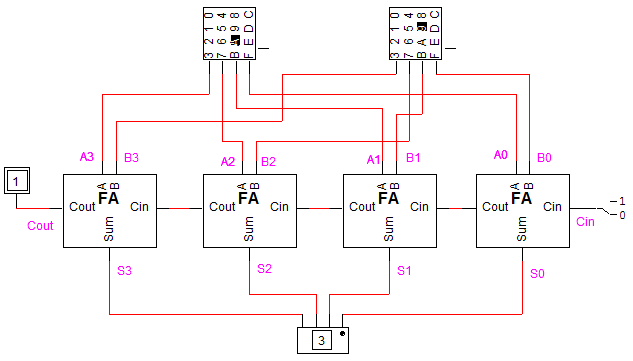 3 2 1 0
7 6 5 4
B A 9 8
F E D C
3 2 1 0
7 6 5 4
B A 9 8
F E D C
A3 B3 A2 B2 A1 B1 A0 B0
1
A B A B A B A B
FA FA FA FA
Cout Cin Cout Cin Cout Cin Cout Cin
1
0
Cout Cin
Sum Sum Sum Sum
S3 S2 S1 S0
3